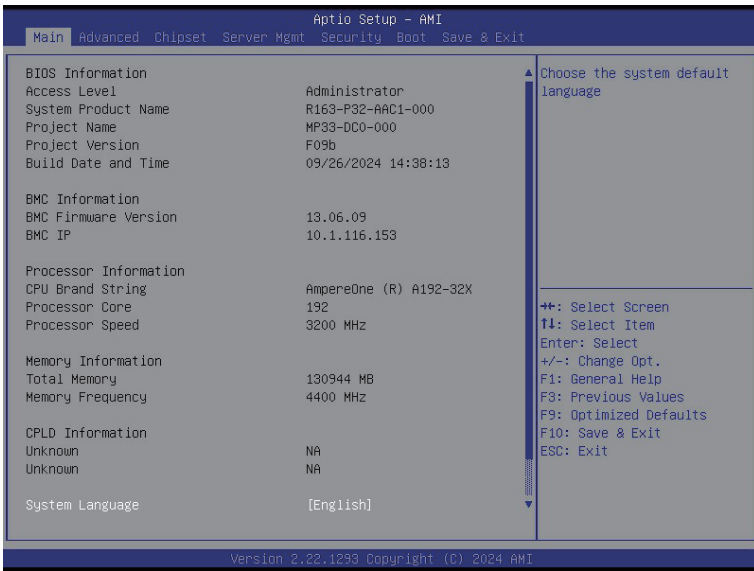 Aptio Setup – AMI
Main Advanced Chipset Server Mgmt Security Boot Save & Exit
BIOS Information
Access Level Administrator
System Product Name R163-P32-AAC1-000
Project Name MP33-DC0-000
Project Version F09b
Build Date and Time 09/26/2024 14:38:13
BMC Information
BMC Firmware Version 13.06.09
BMC IP 10.1.116.153
Processor Information
CPU Brand String AmpereOne (R) A192-32X
Processor Core 192
Processor Speed 3200 MHz
Memory Information
Total Memory 130944 MB
Memory Frequency 4400 MHz
CPLD Information
Unknown NA
Unknown NA
System Language [English]
Choose the system default
language
→←: Select Screen
↑↓: Select Item
Enter: Select
+/-: Change Opt.
F1: General Help
F3: Previous Values
F9: Optimized Defaults
F10: Save & Exit
ESC: Exit
Version 2.22.1293 Copyright (C) 2024 AMI